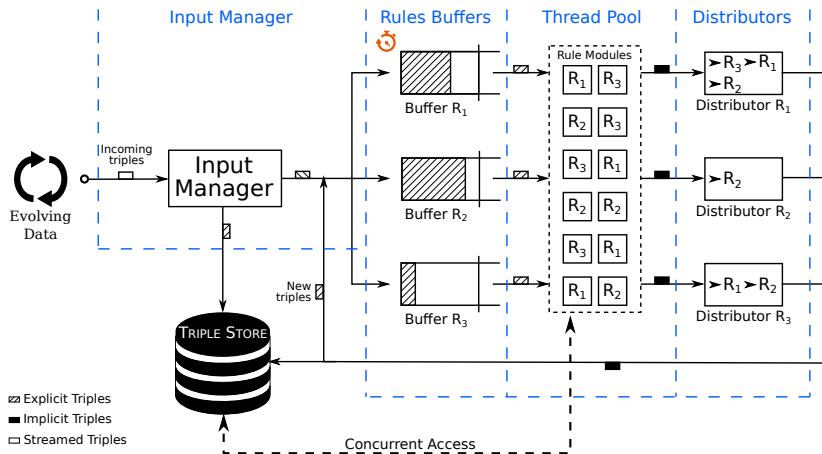 Input Manager
Rules Buffers
Thread Pool
Distributors
Incoming
triples
Input
Manager
Evolving
Data
New
triples
TRIPLE STORE
Buffer R1
Buffer R2
Buffer R3
Rule Modules
R1 R3
R2 R3
R3 R1
R2 R2
R3 R1
R1 R2
➤R3 ➤R1
➤R2
Distributor R1
➤R2
Distributor R2
➤R1 ➤R2
Distributor R3
Explicit Triples
Implicit Triples
Streamed Triples
Concurrent Access